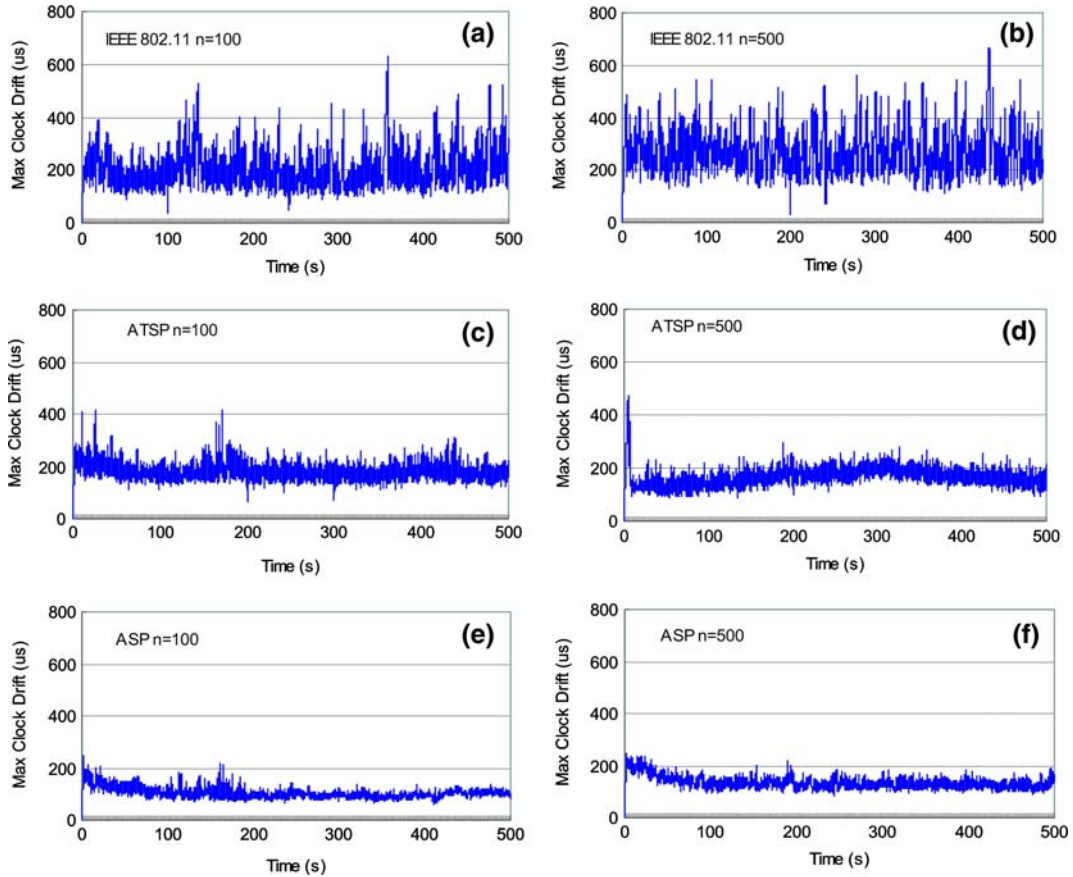 (a)
IEEE 802.11 n=100
Max Clock Drift (us)
800
600
400
200
0
0 100 200 300 400 500
Time (s)
(b)
IEEE 802.11 n=500
Max Clock Drift (us)
800
600
400
200
0
0 100 200 300 400 500
Time (s)
(c)
ATSP n=100
Max Clock Drift (us)
800
600
400
200
0
0 100 200 300 400 500
Time (s)
(d)
ATSP n=500
Max Clock Drift (us)
800
600
400
200
0
0 100 200 300 400 500
Time (s)
(e)
ASP n=100
Max Clock Drift (us)
800
600
400
200
0
0 100 200 300 400 500
Time (s)
(f)
ASP n=500
Max Clock Drift (us)
800
600
400
200
0
0 100 200 300 400 500
Time (s)